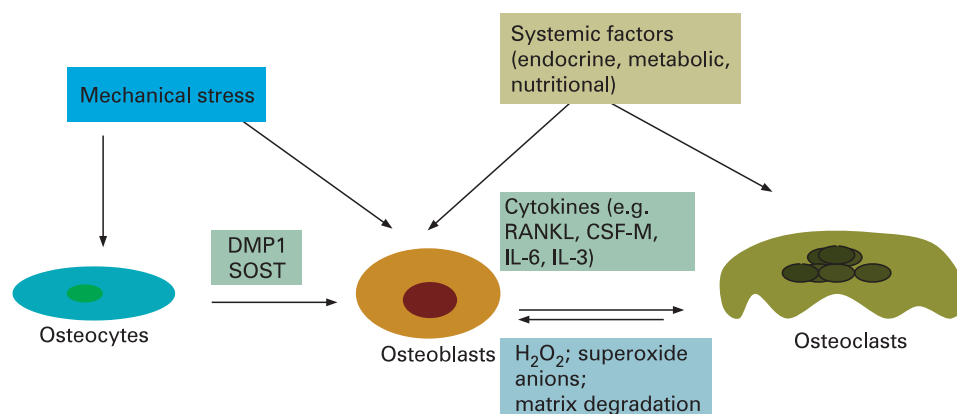 Systemic factors
(endocrine, metabolic,
nutritional)
Mechanical stress
Cytokines (e.g.
RANKL, CSF-M,
IL-6, IL-3)
DMP1
SOST
Osteocytes
Osteoblasts
Osteoclasts
H₂O₂; superoxide
anions;
matrix degradation